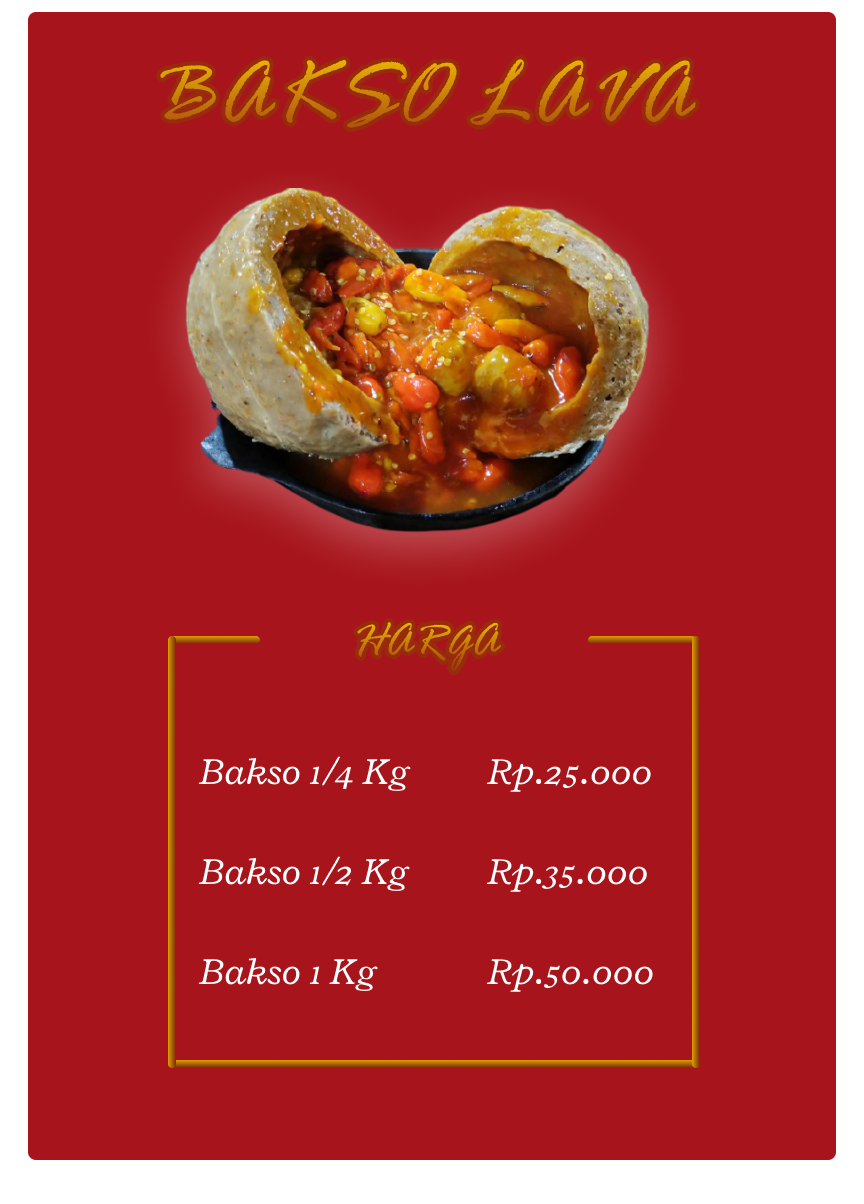 BAKSO LAVA
HARGA
Bakso 1/4 Kg Rp.25.000
Bakso 1/2 Kg Rp.35.000
Bakso 1 Kg Rp.50.000